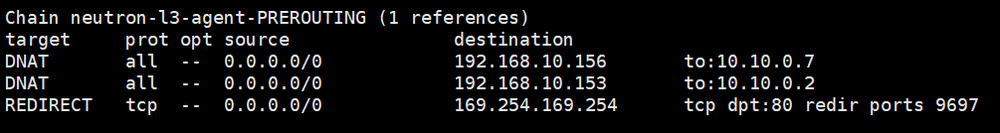 Chain neutron-l3-agent-PREROUTING (1 references)
target     prot opt source               destination
DNAT       all  --  0.0.0.0/0            192.168.10.156       to:10.10.0.7
DNAT       all  --  0.0.0.0/0            192.168.10.153       to:10.10.0.2
REDIRECT   tcp  --  0.0.0.0/0            169.254.169.254      tcp dpt:80 redir ports 9697